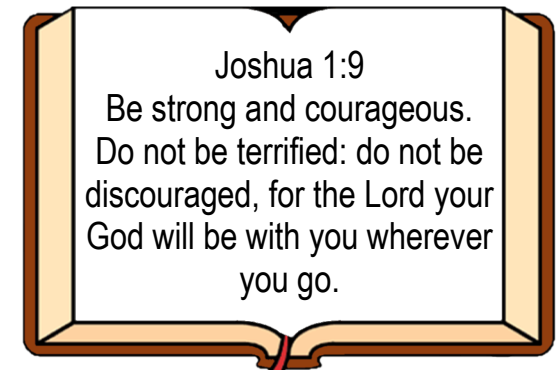 Joshua 1:9
Be strong and courageous.
Do not be terrified: do not be
discouraged, for the Lord your
God will be with you wherever
you go.